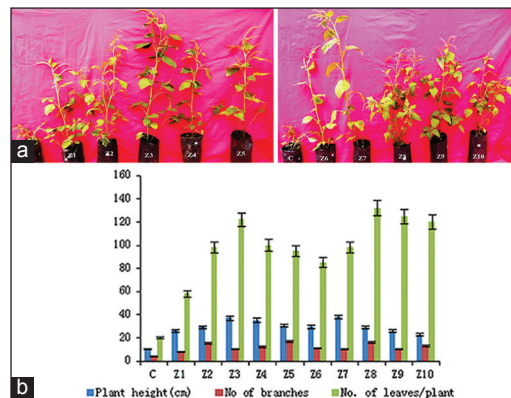 a
Z1 Z2 Z3 Z4 Z5
C Z6 Z7 Z8 Z9 Z10
b
160
140
120
100
80
60
40
20
0
C Z1 Z2 Z3 Z4 Z5 Z6 Z7 Z8 Z9 Z10
Plant height(cm) No of branches No. of leaves/plant